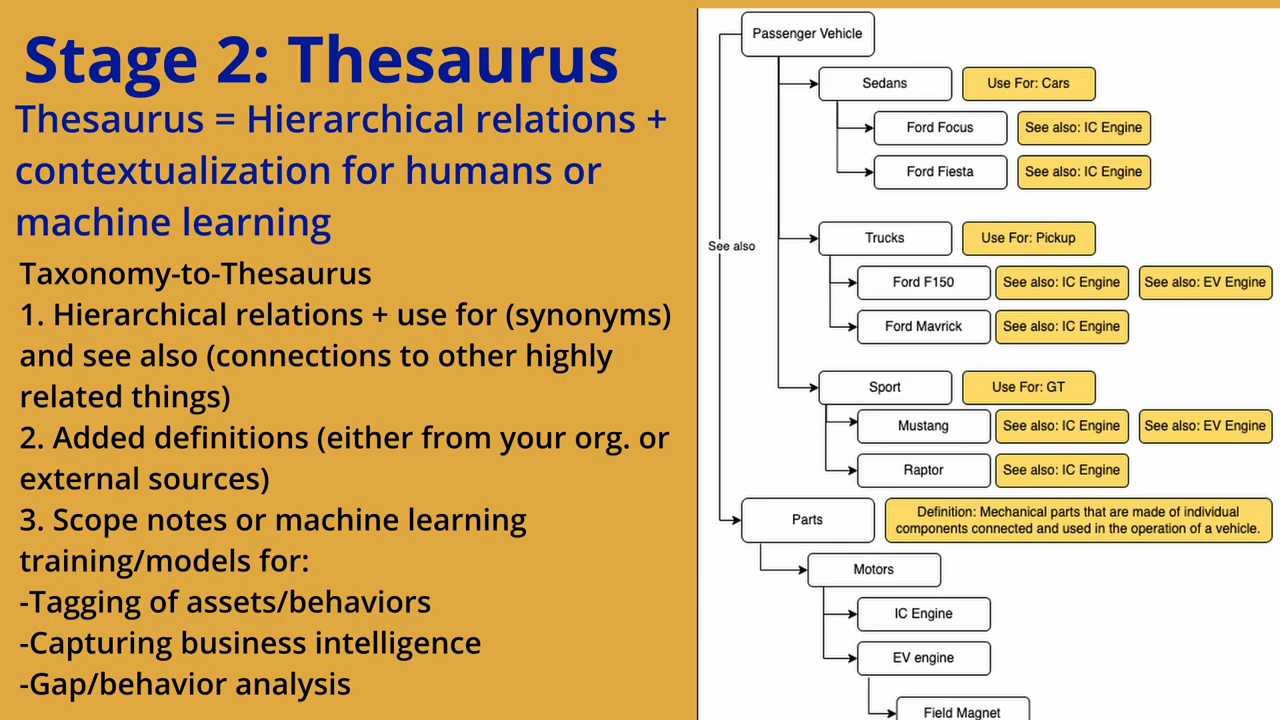 Stage 2: Thesaurus
Thesaurus = Hierarchical relations +
contextualization for humans or
machine learning
Taxonomy-to-Thesaurus
1. Hierarchical relations + use for (synonyms)
and see also (connections to other highly
related things)
2. Added definitions (either from your org. or
external sources)
3. Scope notes or machine learning
training/models for:
-Tagging of assets/behaviors
-Capturing business intelligence
-Gap/behavior analysis
Passenger Vehicle
Sedans
Use For: Cars
Ford Focus
See also: IC Engine
Ford Fiesta
See also: IC Engine
See also
Trucks
Use For: Pickup
Ford F150
See also: IC Engine
See also: EV Engine
Ford Mavrick
See also: IC Engine
Sport
Use For: GT
Mustang
See also: IC Engine
See also: EV Engine
Raptor
See also: IC Engine
Parts
Definition: Mechanical parts that are made of individual
components connected and used in the operation of a vehicle.
Motors
IC Engine
EV engine
Field Magnet